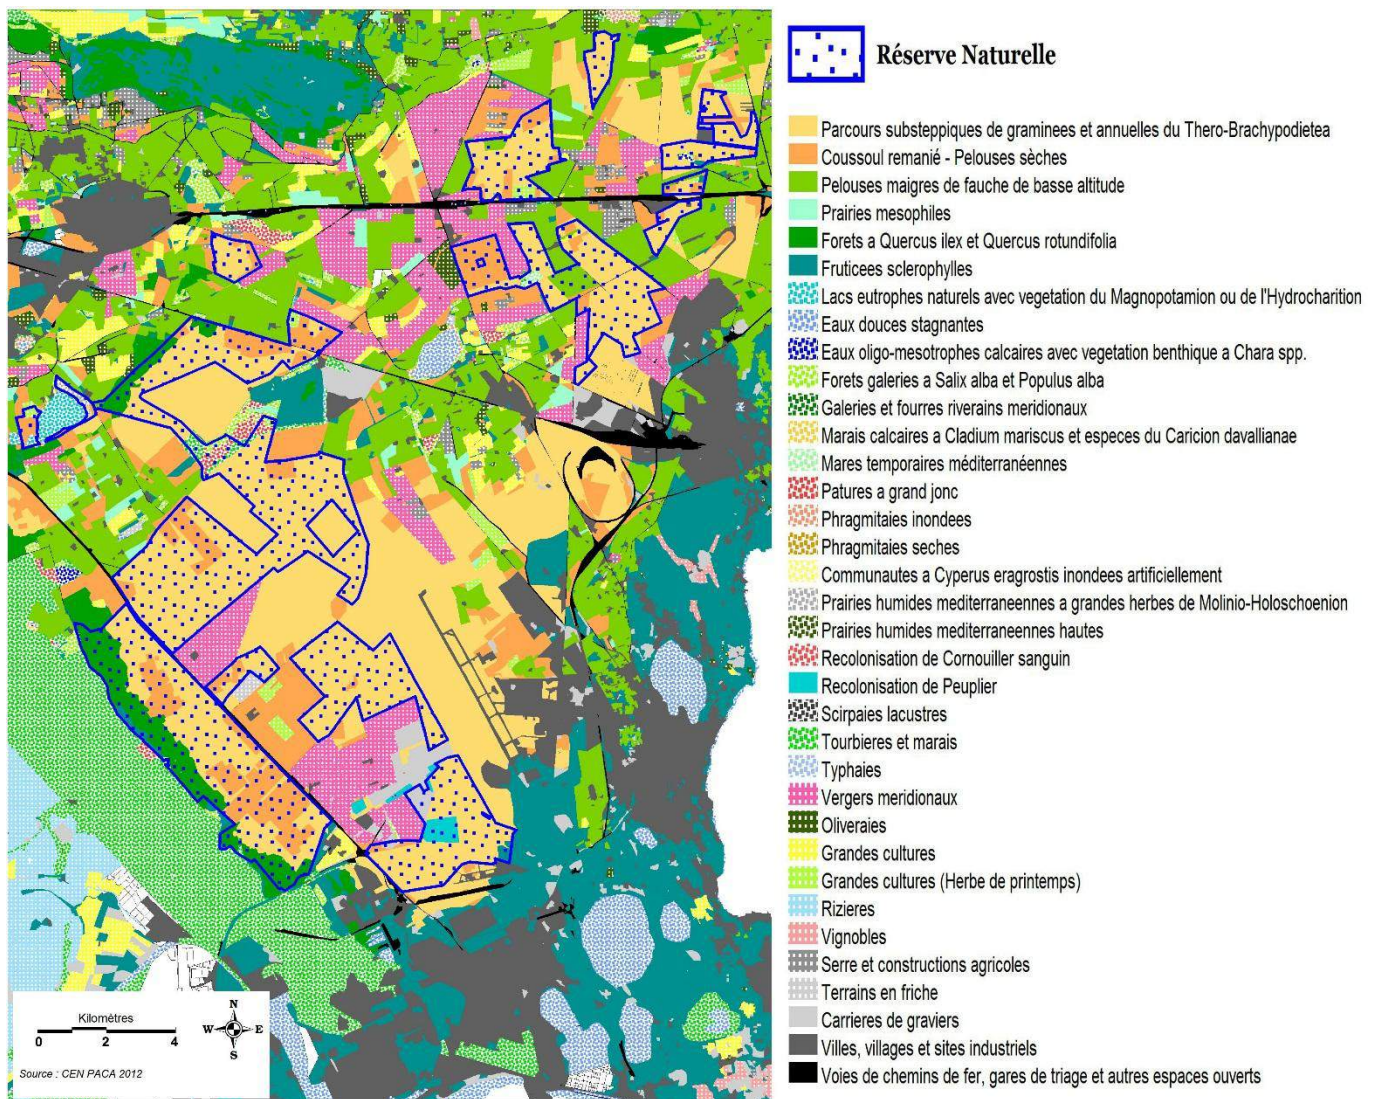 Réserve Naturelle
Parcours substeppiques de graminees et annuelles du Thero-Brachypodietea
Coussoul remanié - Pelouses sèches
Pelouses maigres de fauche de basse altitude
Prairies mesophiles
Forets a Quercus ilex et Quercus rotundifolia
Fruticees sclerophylles
Lacs eutrophes naturels avec vegetation du Magnopotamion ou de l'Hydrocharition
Eaux douces stagnantes
Eaux oligo-mesotrophes calcaires avec vegetation benthique a Chara spp.
Forets galeries a Salix alba et Populus alba
Galeries et fourres riverains meridionaux
Marais calcaires a Cladium mariscus et especes du Caricion davallianae
Mares temporaires méditerranéennes
Patures a grand jonc
Phragmitaies inondees
Phragmitaies seches
Communautes a Cyperus eragrostis inondees artificiellement
Prairies humides mediterraneennes a grandes herbes de Molinio-Holoschoenion
Prairies humides mediterraneennes hautes
Recolonisation de Cornouiller sanguin
Recolonisation de Peuplier
Scirpaies lacustres
Tourbieres et marais
Typhaies
Vergers meridionaux
Oliveraies
Grandes cultures
Grandes cultures (Herbe de printemps)
Rizieres
Vignobles
Serre et constructions agricoles
Terrains en friche
Carrieres de graviers
Villes, villages et sites industriels
Voies de chemins de fer, gares de triage et autres espaces ouverts
Kilomètres
0 2 4
N
W E
S
Source : CEN PACA 2012